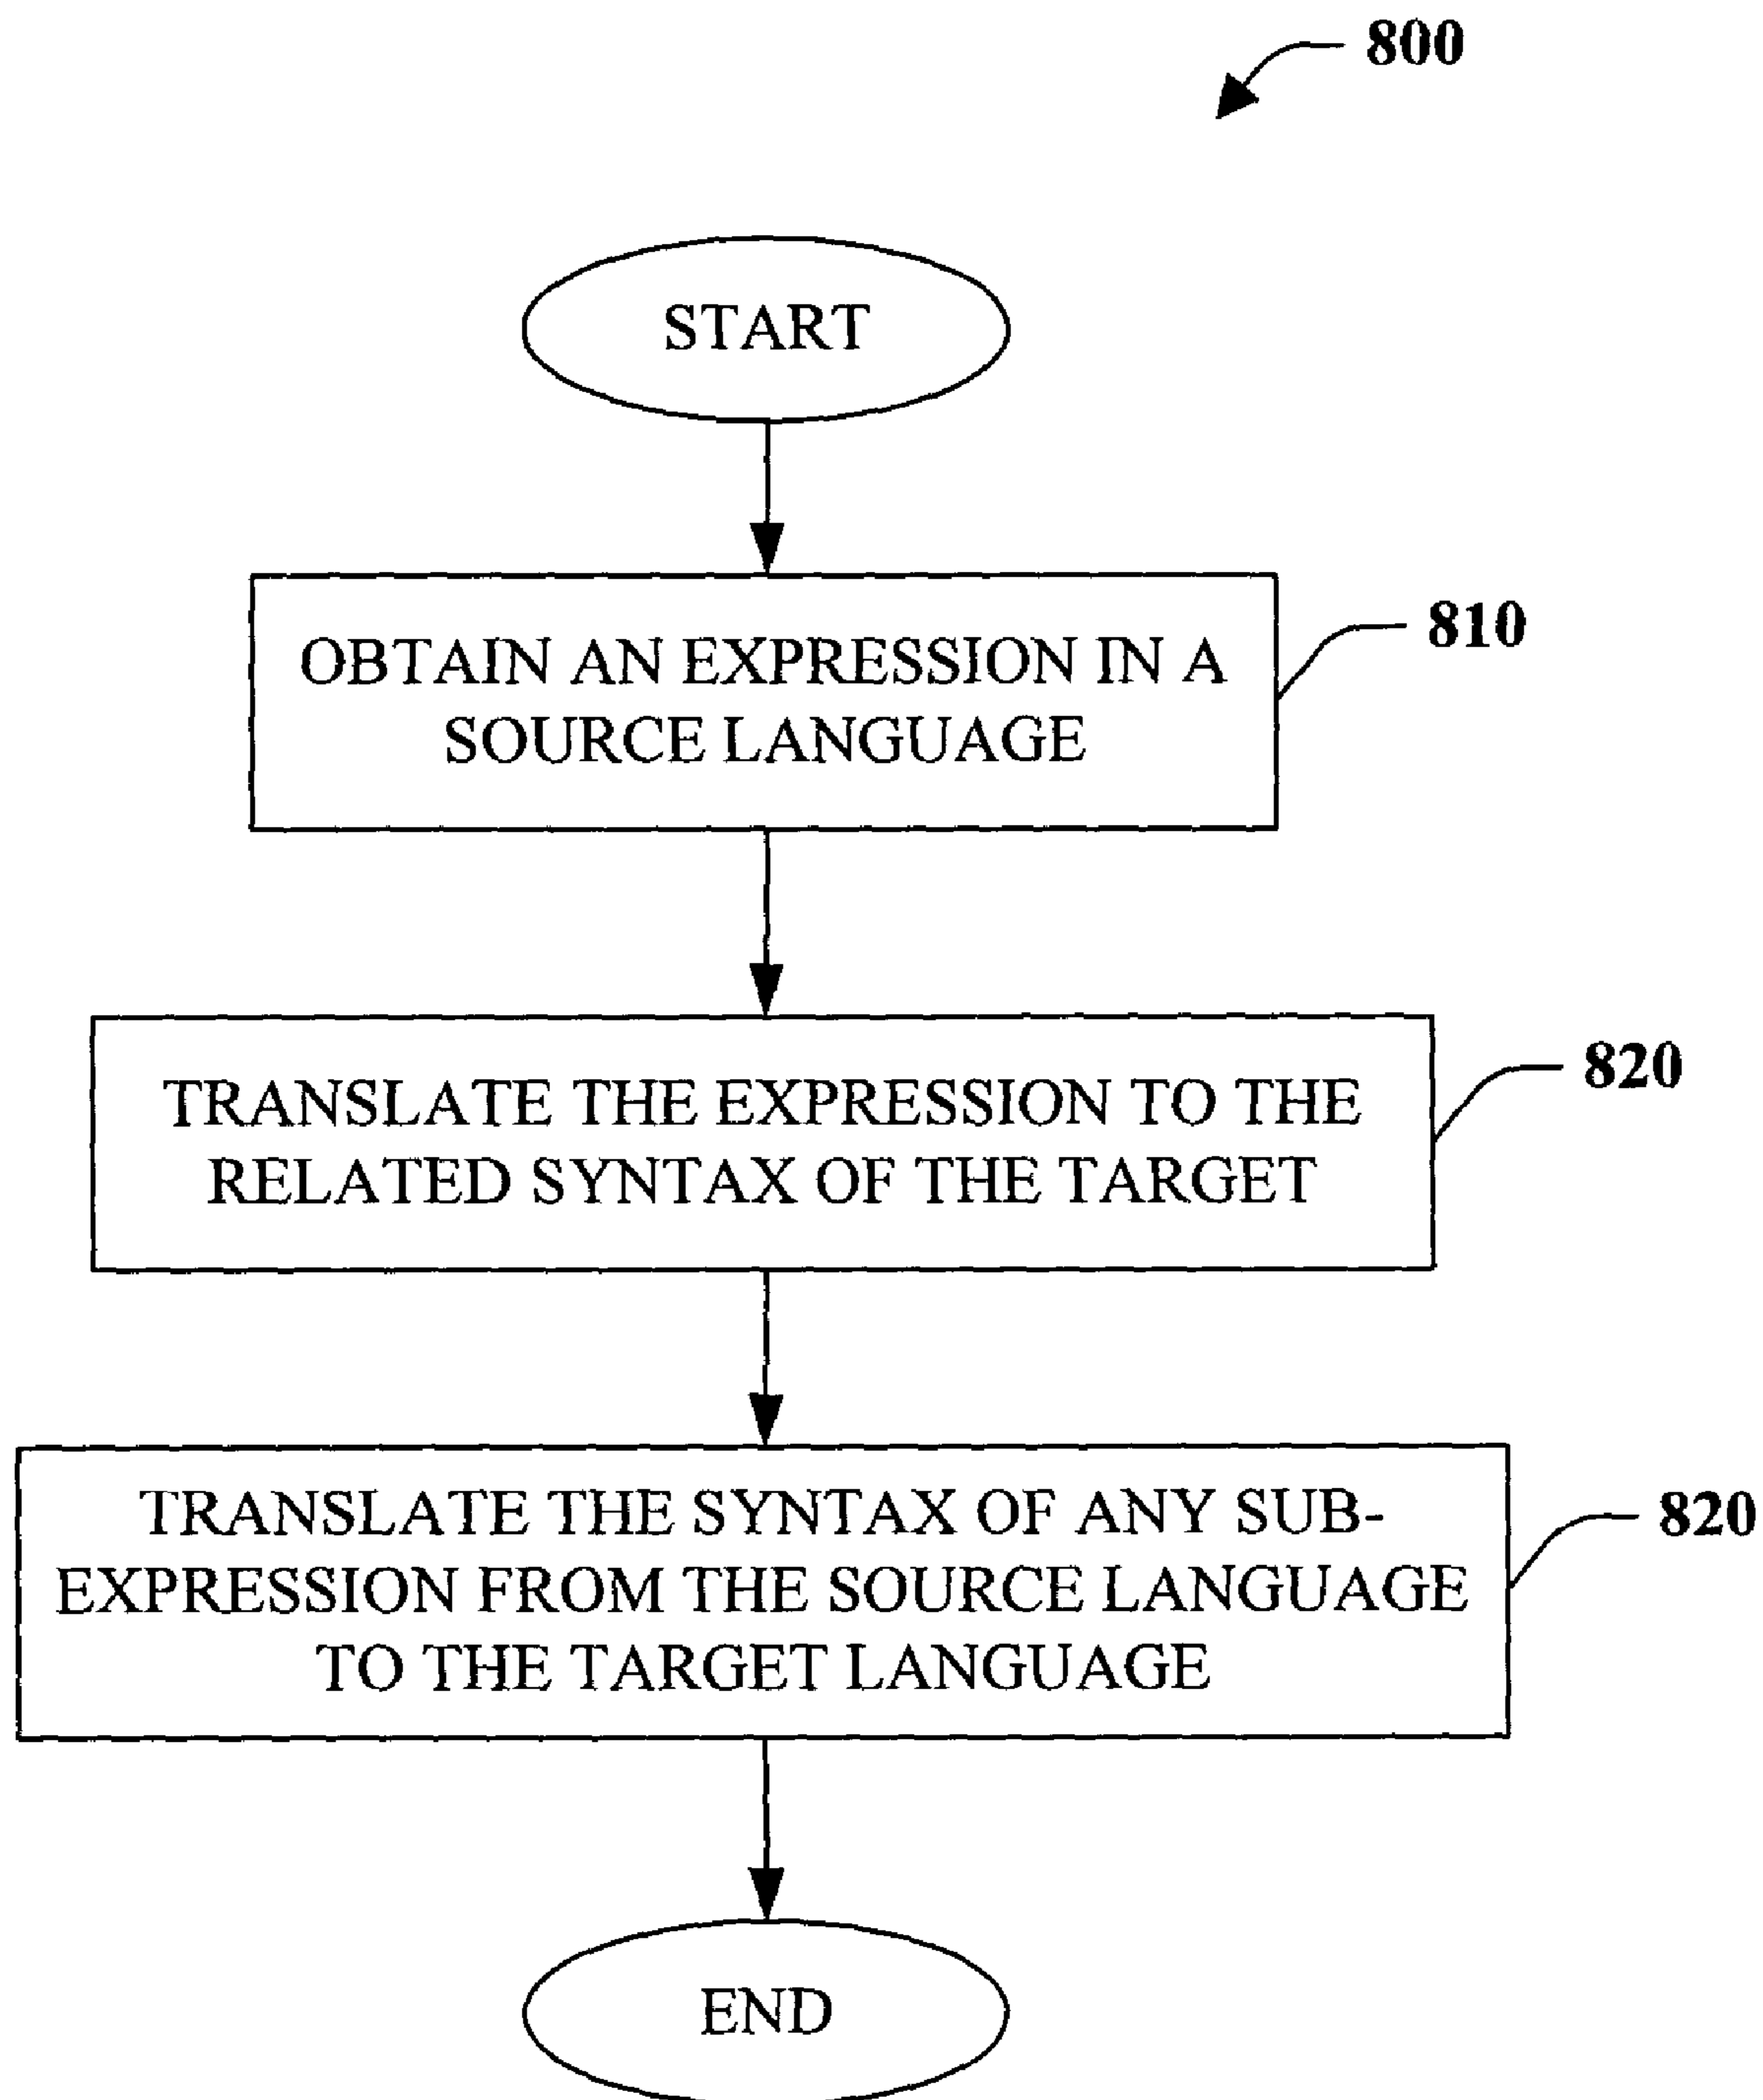 800
START
OBTAIN AN EXPRESSION IN A
SOURCE LANGUAGE
810
TRANSLATE THE EXPRESSION TO THE
RELATED SYNTAX OF THE TARGET
820
TRANSLATE THE SYNTAX OF ANY SUB-
EXPRESSION FROM THE SOURCE LANGUAGE
TO THE TARGET LANGUAGE
820
END